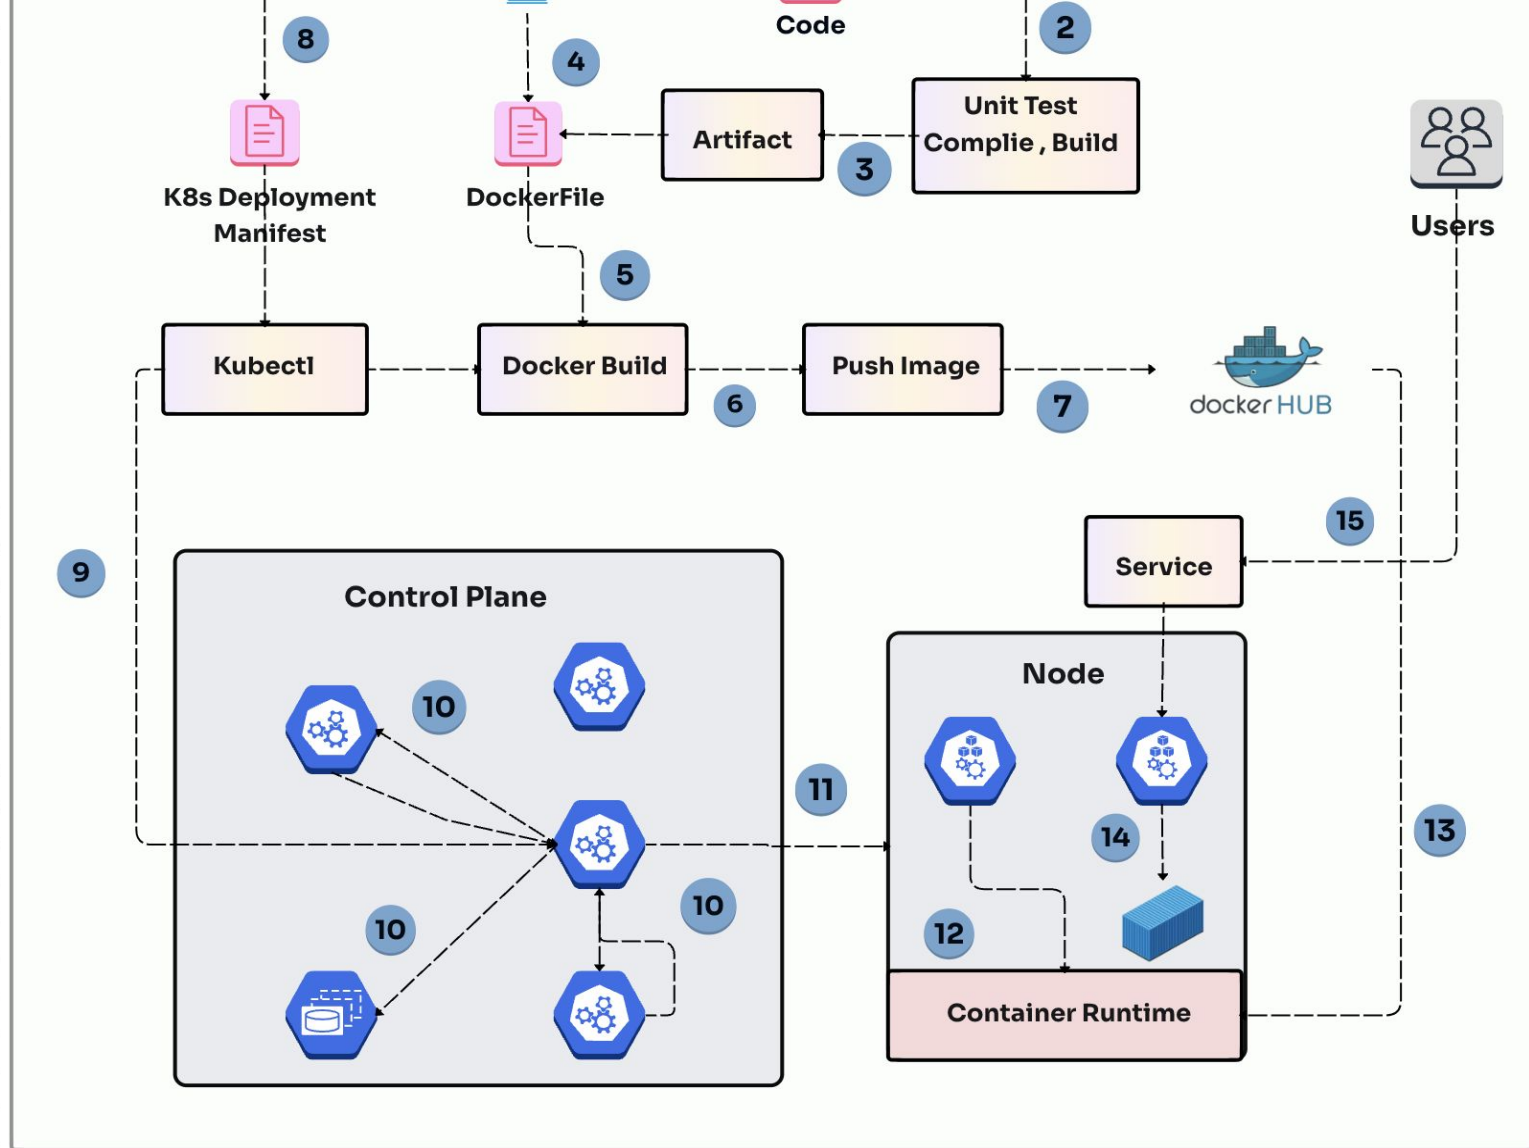 Code
8
2
4
Unit Test
Complie , Build
Artifact
3
K8s Deployment
Manifest
DockerFile
Users
5
Kubectl
Docker Build
Push Image
docker HUB
6
7
15
9
Service
Control Plane
Node
10
11
13
14
10
10
12
Container Runtime